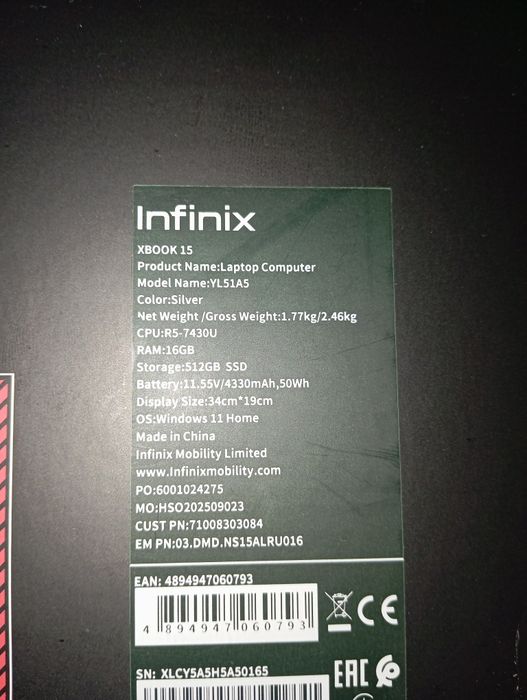 Infinix
XBOOK 15
Product Name:Laptop Computer
Model Name:YL51A5
Color:Silver
Net Weight /Gross Weight:1.77kg/2.46kg
CPU:R5-7430U
RAM:16GB
Storage:512GB SSD
Battery:11.55V/4330mAh,50Wh
Display Size:34cm*19cm
OS:Windows 11 Home
Made in China
Infinix Mobility Limited
www.Infinixmobility.com
PO:6001024275
MO:HSO202509023
CUST PN:71008303084
EM PN:03.DMD.NS15ALRU016
EAN: 4894947060793
4 894947 060793
CE
SN: XLCY5A5H5A50165
EAC